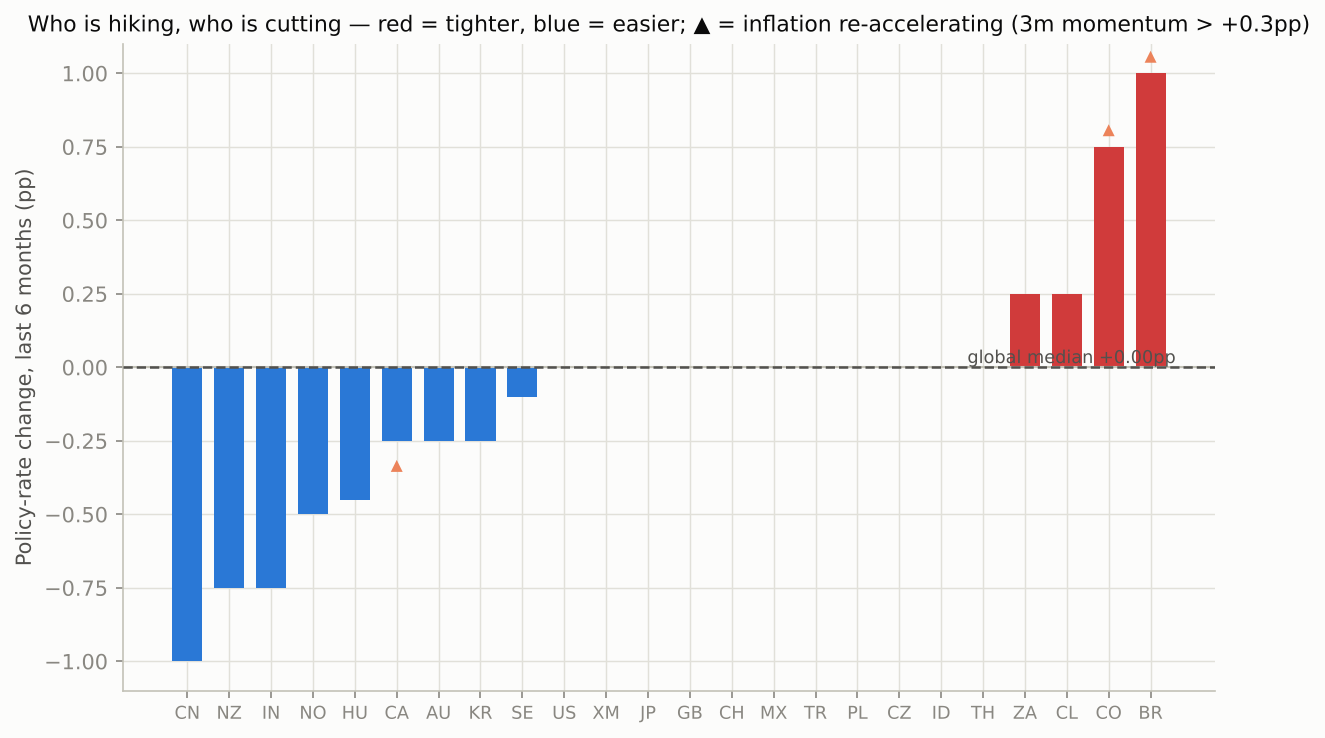 Who is hiking, who is cutting — red = tighter, blue = easier; ▲ = inflation re-accelerating (3m momentum > +0.3pp)
Policy-rate change, last 6 months (pp)
1.00
0.75
0.50
0.25
0.00
−0.25
−0.50
−0.75
−1.00
global median +0.00pp
CN NZ IN NO HU CA AU KR SE US XM JP GB CH MX TR PL CZ ID TH ZA CL CO BR